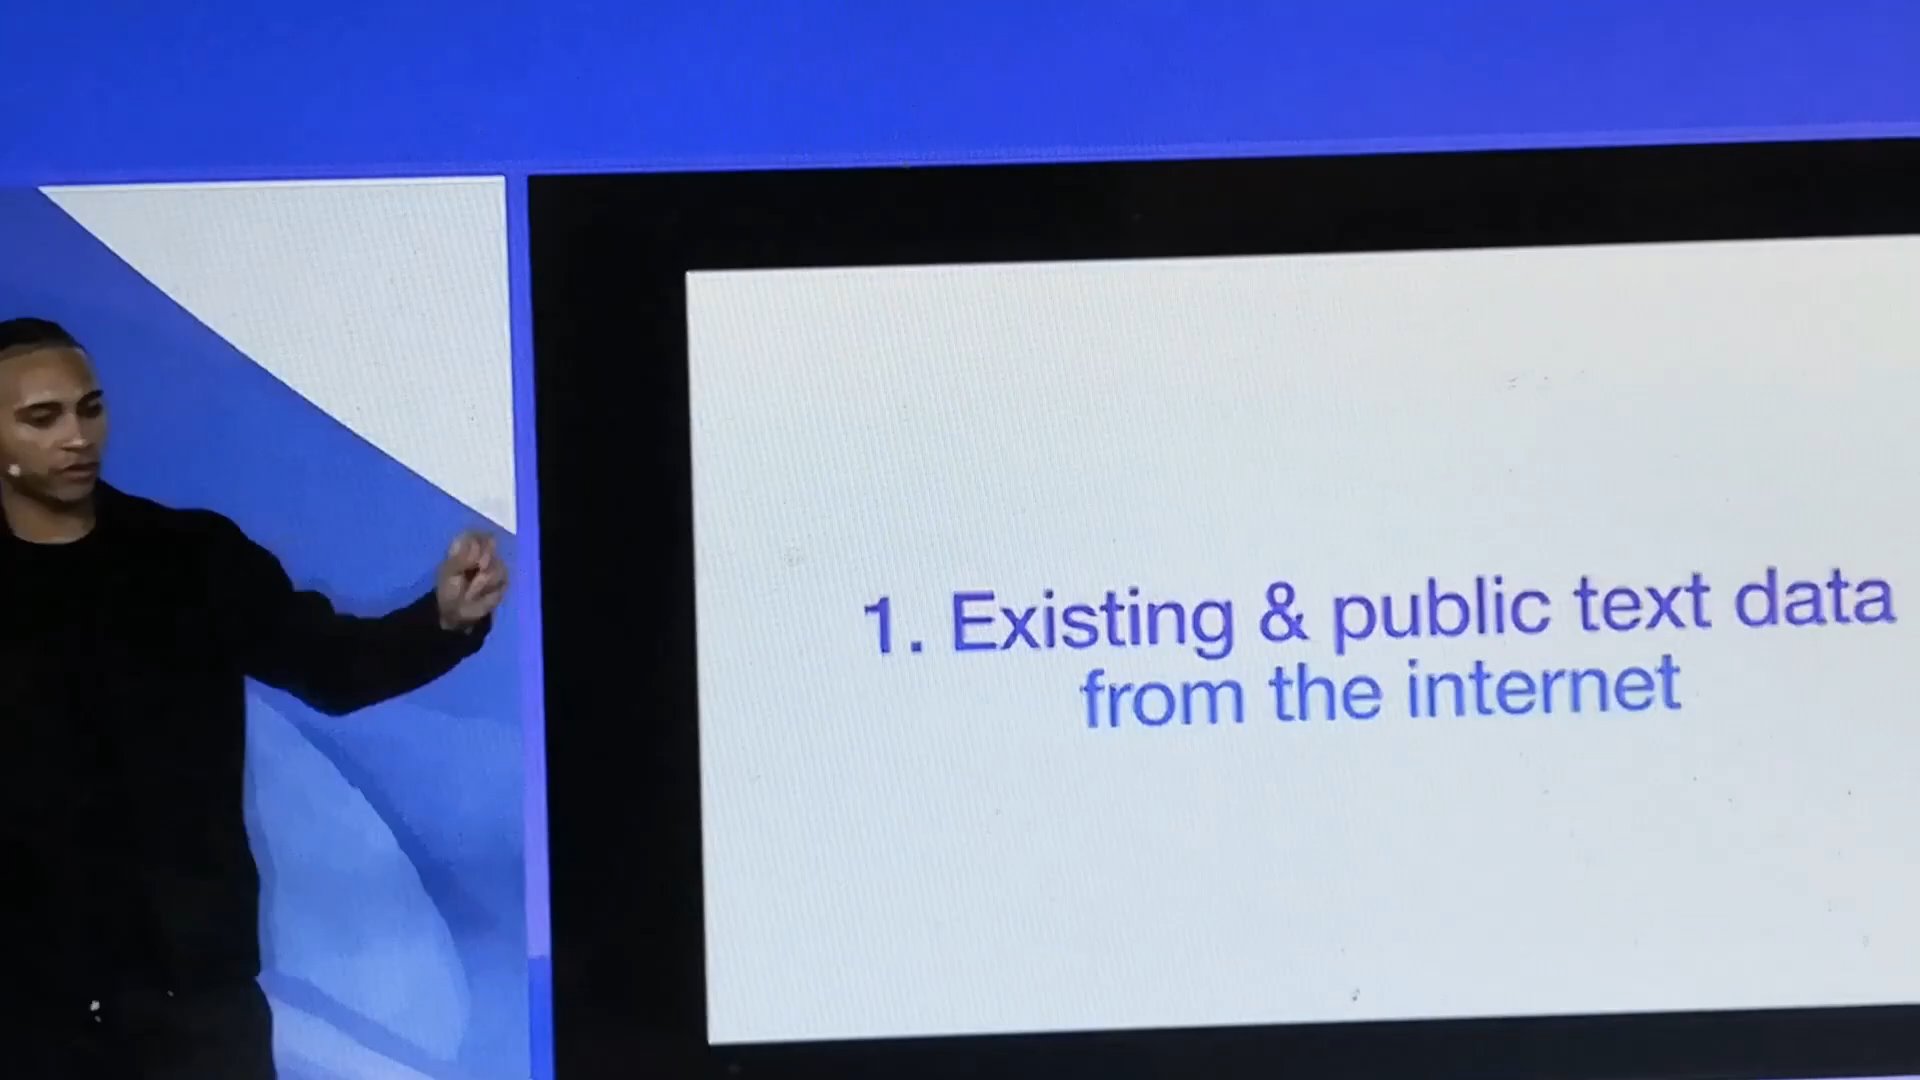 1. Existing & public text data
from the internet